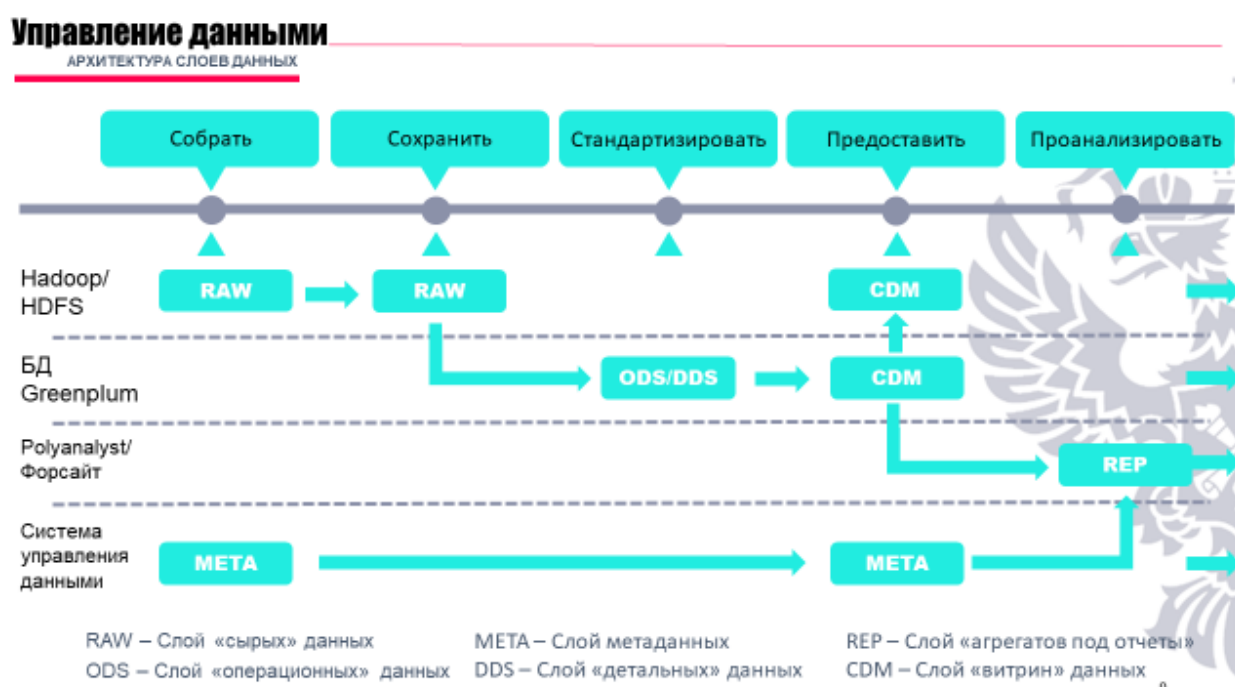 Управление данными
АРХИТЕКТУРА СЛОЕВ ДАННЫХ
Собрать
Сохранить
Стандартизировать
Предоставить
Проанализировать
Hadoop/
HDFS
RAW
RAW
CDM
БД
Greenplum
ODS/DDS
CDM
Polyanalyst/
Форсайт
REP
Система
управления
данными
META
META
RAW – Слой «сырых» данных
META – Слой метаданных
REP – Слой «агрегатов под отчеты»
ODS – Слой «операционных» данных
DDS – Слой «детальных» данных
CDM – Слой «витрин» данных